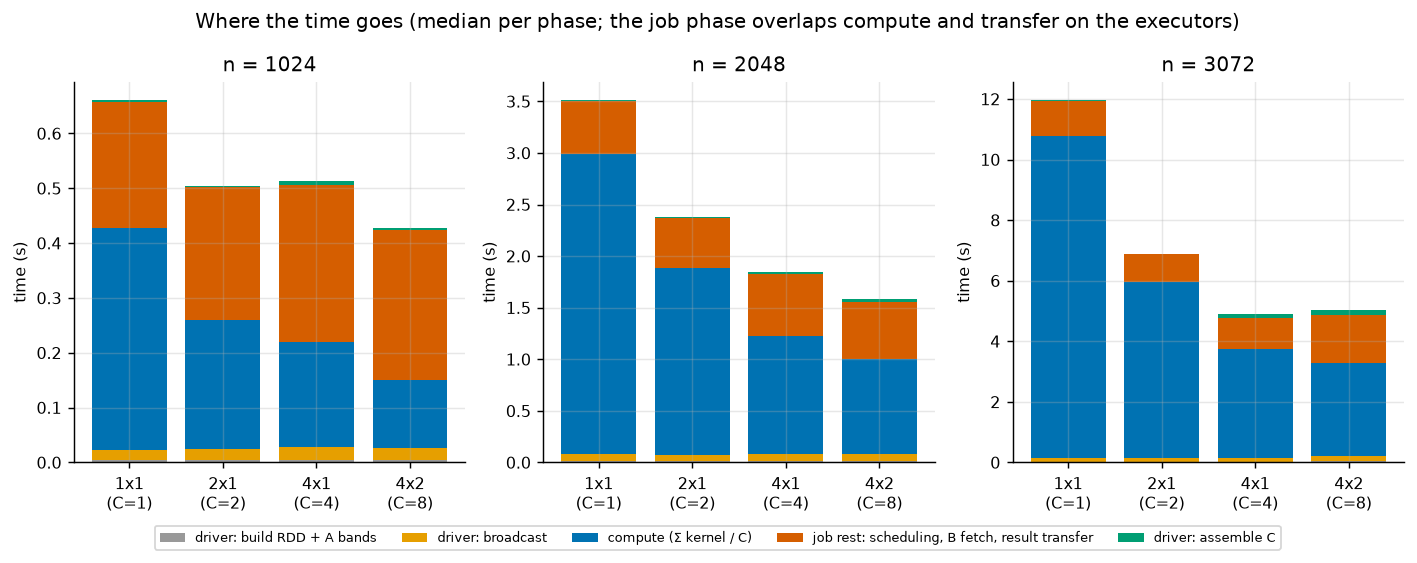 Where the time goes (median per phase; the job phase overlaps compute and transfer on the executors)
n = 1024
time (s)
0.6
0.5
0.4
0.3
0.2
0.1
0.0
1x1
(C=1)
2x1
(C=2)
4x1
(C=4)
4x2
(C=8)
n = 2048
time (s)
3.5
3.0
2.5
2.0
1.5
1.0
0.5
0.0
1x1
(C=1)
2x1
(C=2)
4x1
(C=4)
4x2
(C=8)
n = 3072
time (s)
12
10
8
6
4
2
0
1x1
(C=1)
2x1
(C=2)
4x1
(C=4)
4x2
(C=8)
driver: build RDD + A bands
driver: broadcast
compute (Σ kernel / C)
job rest: scheduling, B fetch, result transfer
driver: assemble C